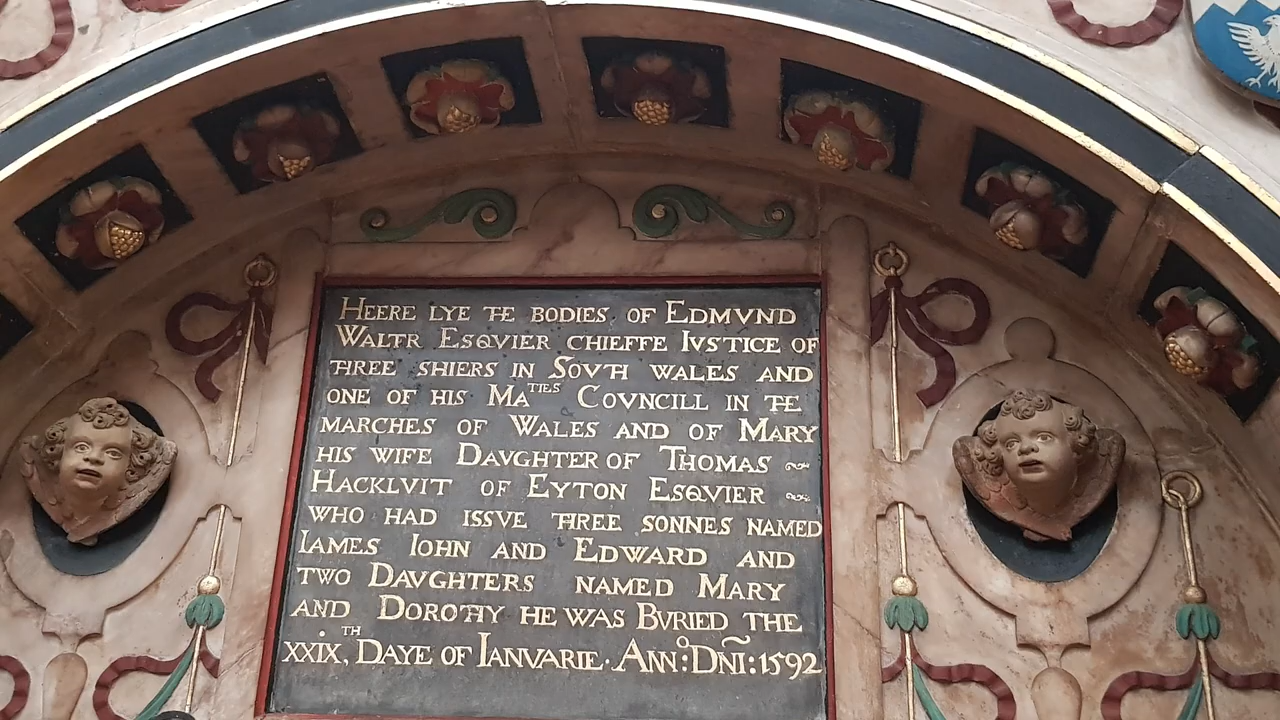 HEERE LYE THE BODIES OF EDMVND
WALTR ESQVIER CHIEFFE IVSTICE OF
THREE SHIERS IN SOVTH WALES AND
ONE OF HIS MATIES COVNCILL IN THE
MARCHES OF WALES AND OF MARY
HIS WIFE DAVGHTER OF THOMAS ~
HACKLVIT OF EYTON ESQVIER ~
WHO HAD ISSVE THREE SONNES NAMED
IAMES IOHN AND EDWARD AND
TWO DAVGHTERS NAMED MARY
AND DOROTHY HE WAS BVRIED THE
XXIX, TH DAYE OF IANVARIE. ANNº: DNĨ: 1592